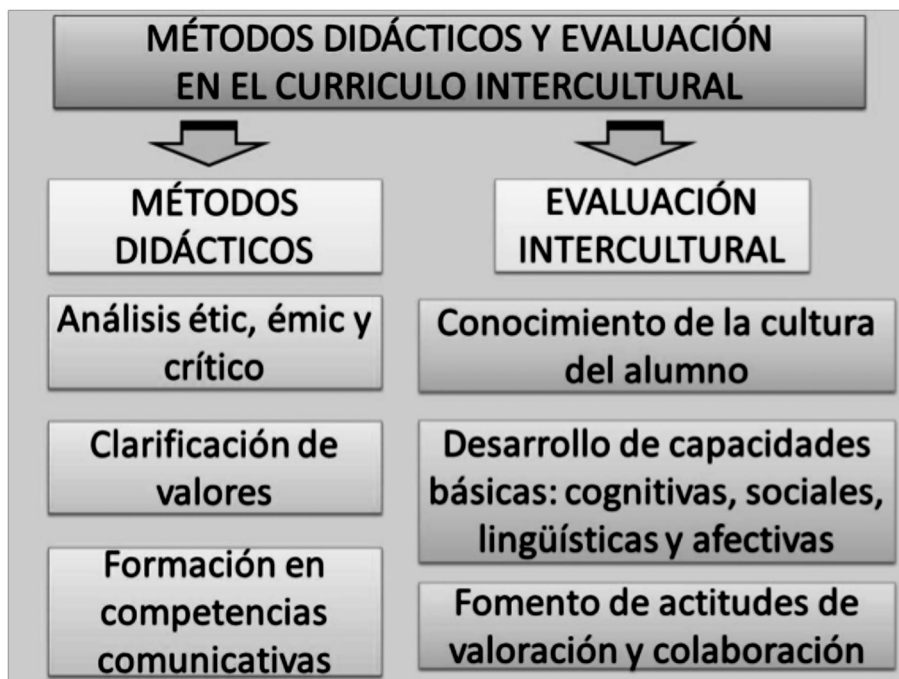 MÉTODOS DIDÁCTICOS Y EVALUACIÓN
EN EL CURRICULO INTERCULTURAL
MÉTODOS
DIDÁCTICOS
Análisis étic, émic y
crítico
Clarificación de
valores
Formación en
competencias
comunicativas
EVALUACIÓN
INTERCULTURAL
Conocimiento de la cultura
del alumno
Desarrollo de capacidades
básicas: cognitivas, sociales,
lingüísticas y afectivas
Fomento de actitudes de
valoración y colaboración